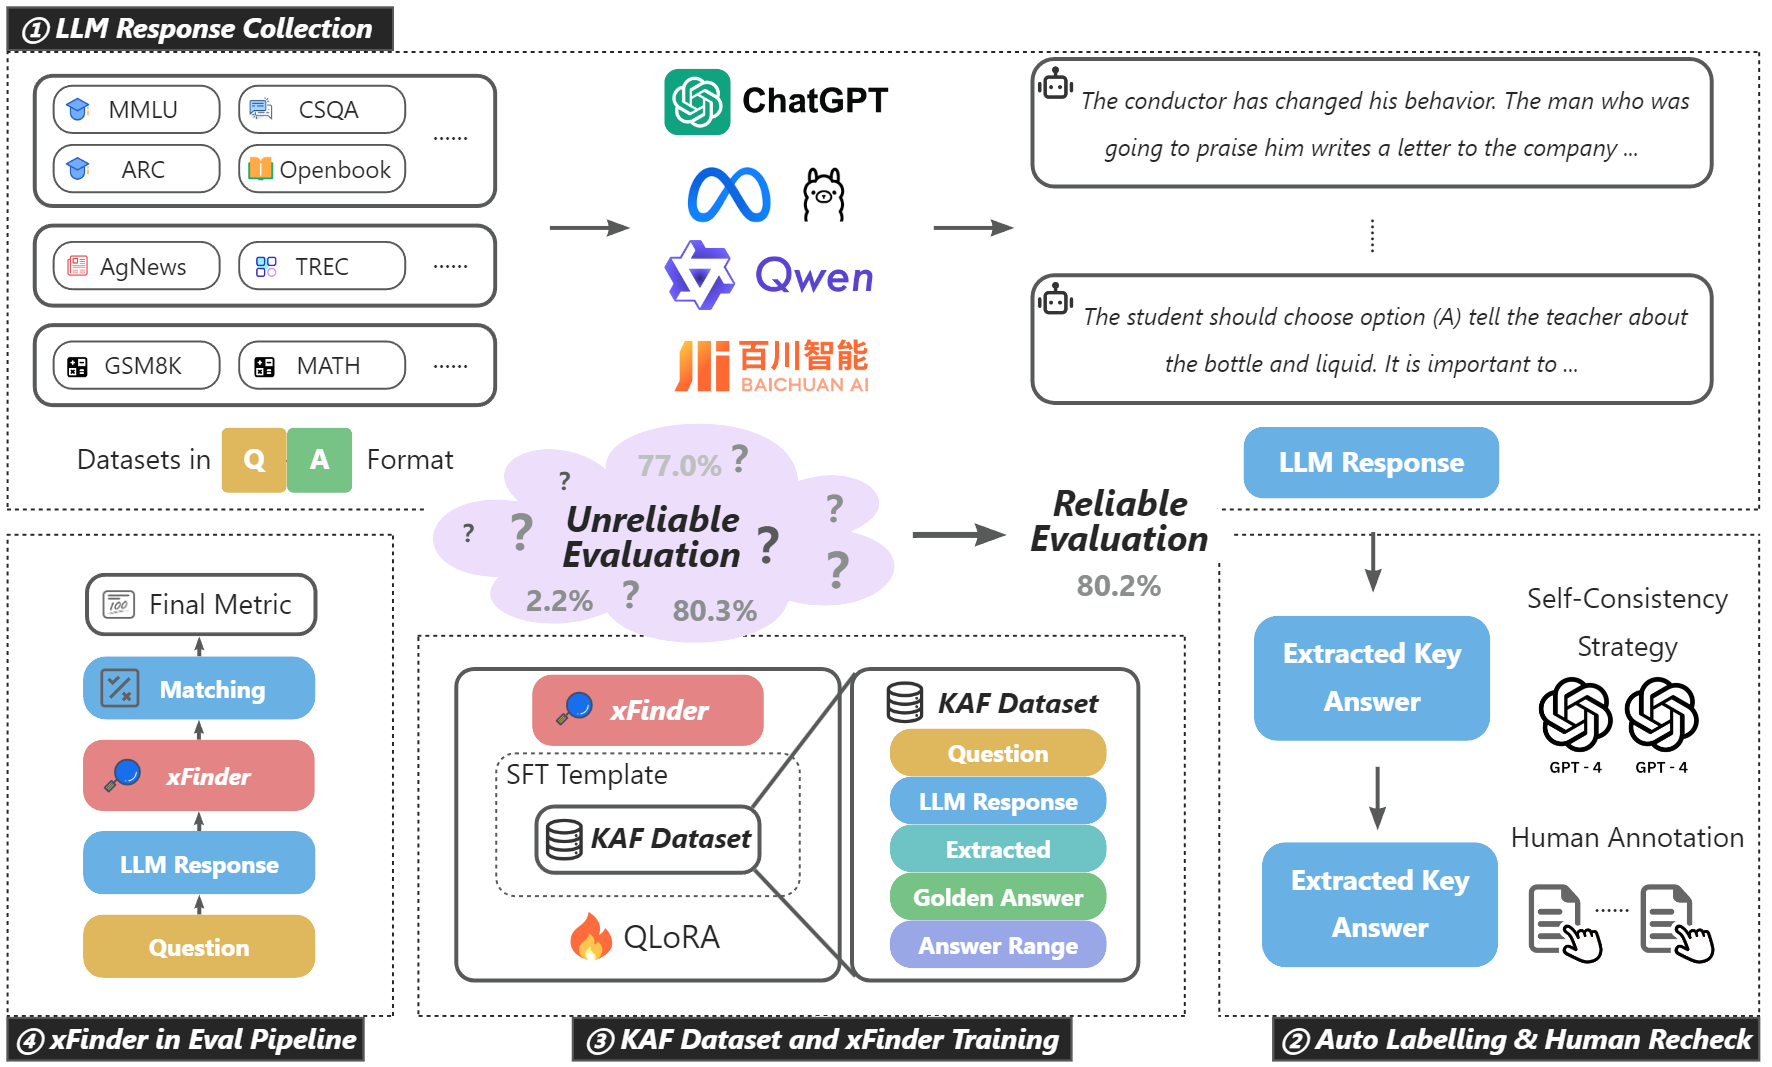 ① LLM Response Collection
MMLU
CSQA
......
ARC
Openbook
AgNews
TREC
......
GSM8K
MATH
......
Datasets in Q A Format
ChatGPT
Qwen
百川智能
BAICHUAN AI
The conductor has changed his behavior. The man who was
going to praise him writes a letter to the company ...
The student should choose option (A) tell the teacher about
the bottle and liquid. It is important to ...
LLM Response
77.0% ?
?
Unreliable
Evaluation
?
?
?
?
?
2.2%
?
80.3%
Reliable
Evaluation
80.2%
Extracted Key
Answer
Self-Consistency
Strategy
GPT - 4
GPT - 4
Extracted Key
Answer
Human Annotation
......
② Auto Labelling & Human Recheck
xFinder
SFT Template
KAF Dataset
QLoRA
KAF Dataset
Question
LLM Response
Extracted
Golden Answer
Answer Range
③ KAF Dataset and xFinder Training
100
Final Metric
Matching
xFinder
LLM Response
Question
④ xFinder in Eval Pipeline